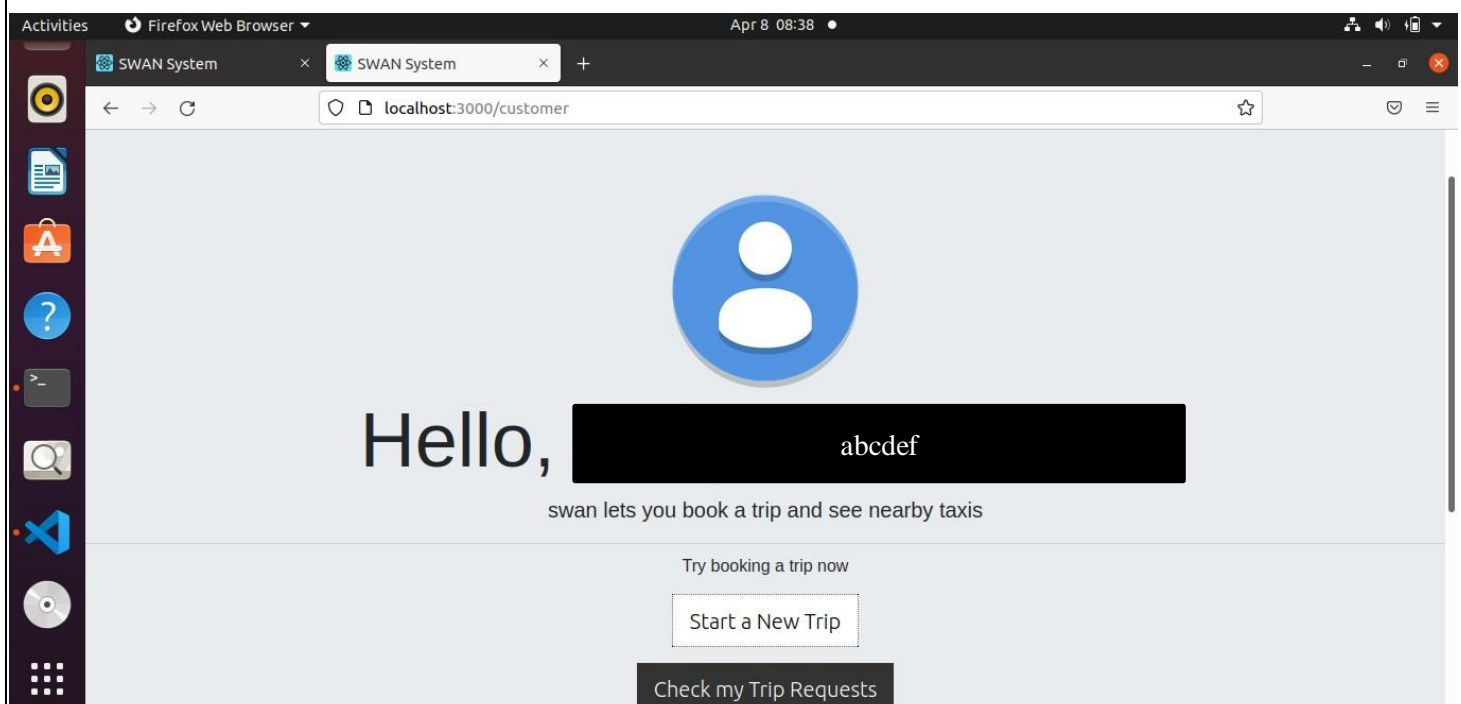 Activities Firefox Web Browser Apr 8 08:38
SWAN System SWAN System
localhost:3000/customer
Hello, abcdef
swan lets you book a trip and see nearby taxis
Try booking a trip now
Start a New Trip
Check my Trip Requests